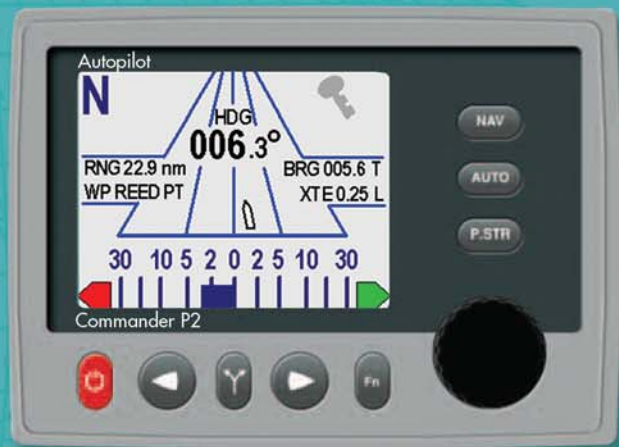 Autopilot
N
HDG
006.3°
RNG 22.9 nm
BRG 005.6 T
WP REED PT
XTE 0.25 L
30 10 5 2 0 2 5 10 30
Commander P2
NAV
AUTO
P.STR
Fn